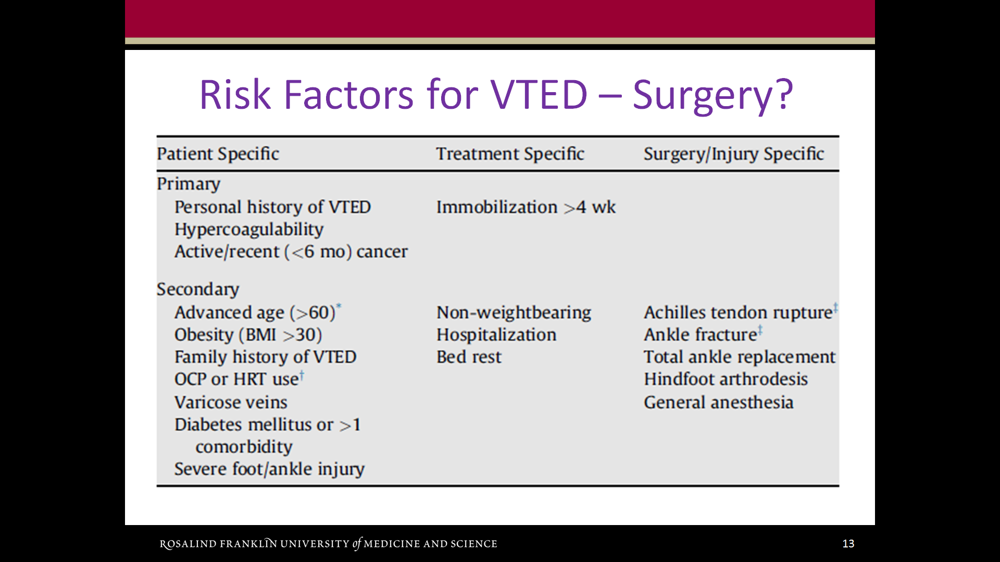 Risk Factors for VTED – Surgery?
Patient Specific Treatment Specific Surgery/Injury Specific
Primary
Personal history of VTED Immobilization >4 wk
Hypercoagulability
Active/recent (<6 mo) cancer
Secondary
Advanced age (>60)* Non-weightbearing Achilles tendon rupture‡
Obesity (BMI >30) Hospitalization Ankle fracture‡
Family history of VTED Bed rest Total ankle replacement
OCP or HRT use† Hindfoot arthrodesis
Varicose veins General anesthesia
Diabetes mellitus or >1
comorbidity
Severe foot/ankle injury
ROSALIND FRANKLIN UNIVERSITY of MEDICINE AND SCIENCE 13